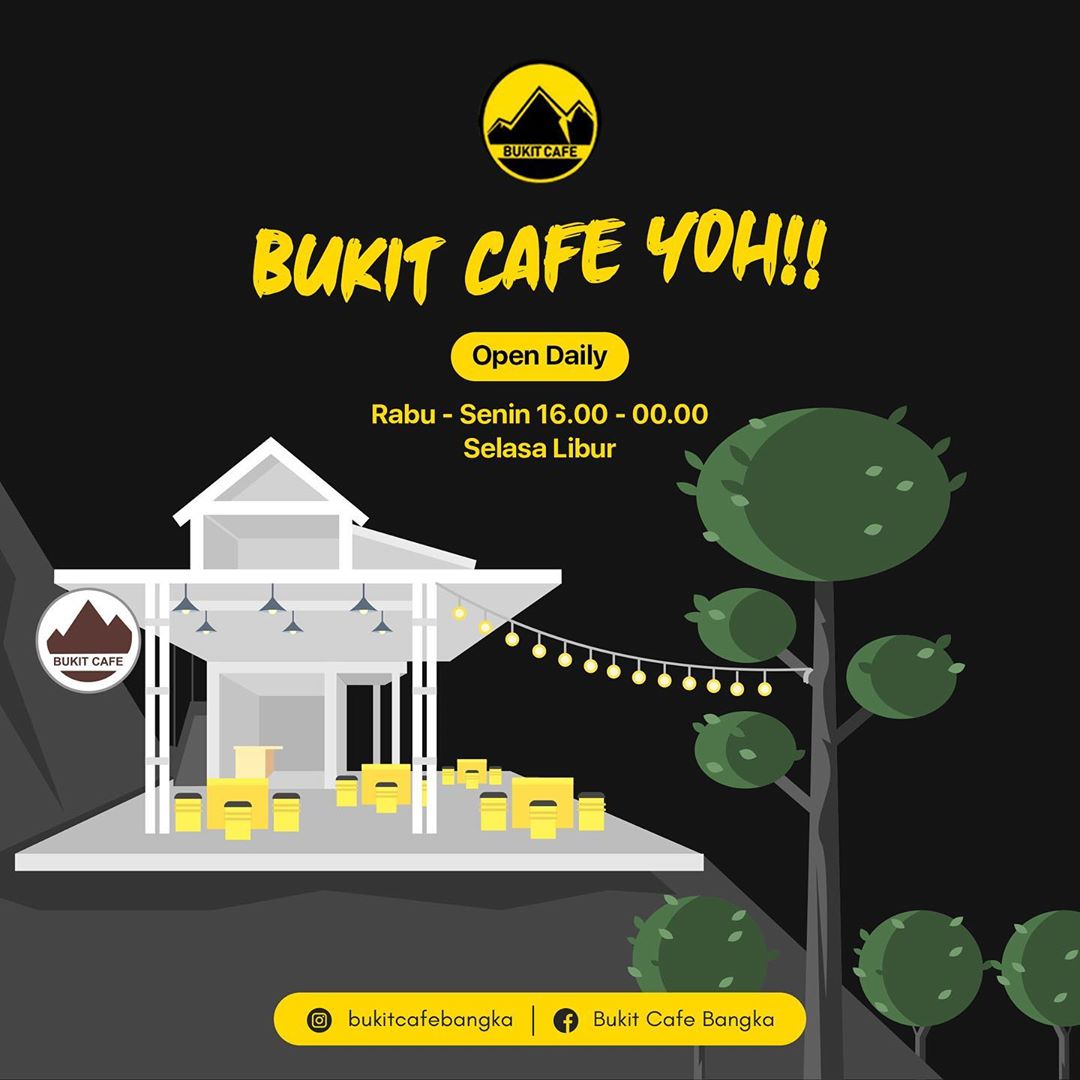 BUKIT CAFE
BUKIT CAFE YOH!!
Open Daily
Rabu - Senin 16.00 - 00.00
Selasa Libur
BUKIT CAFE
bukitcafebangka | Bukit Cafe Bangka